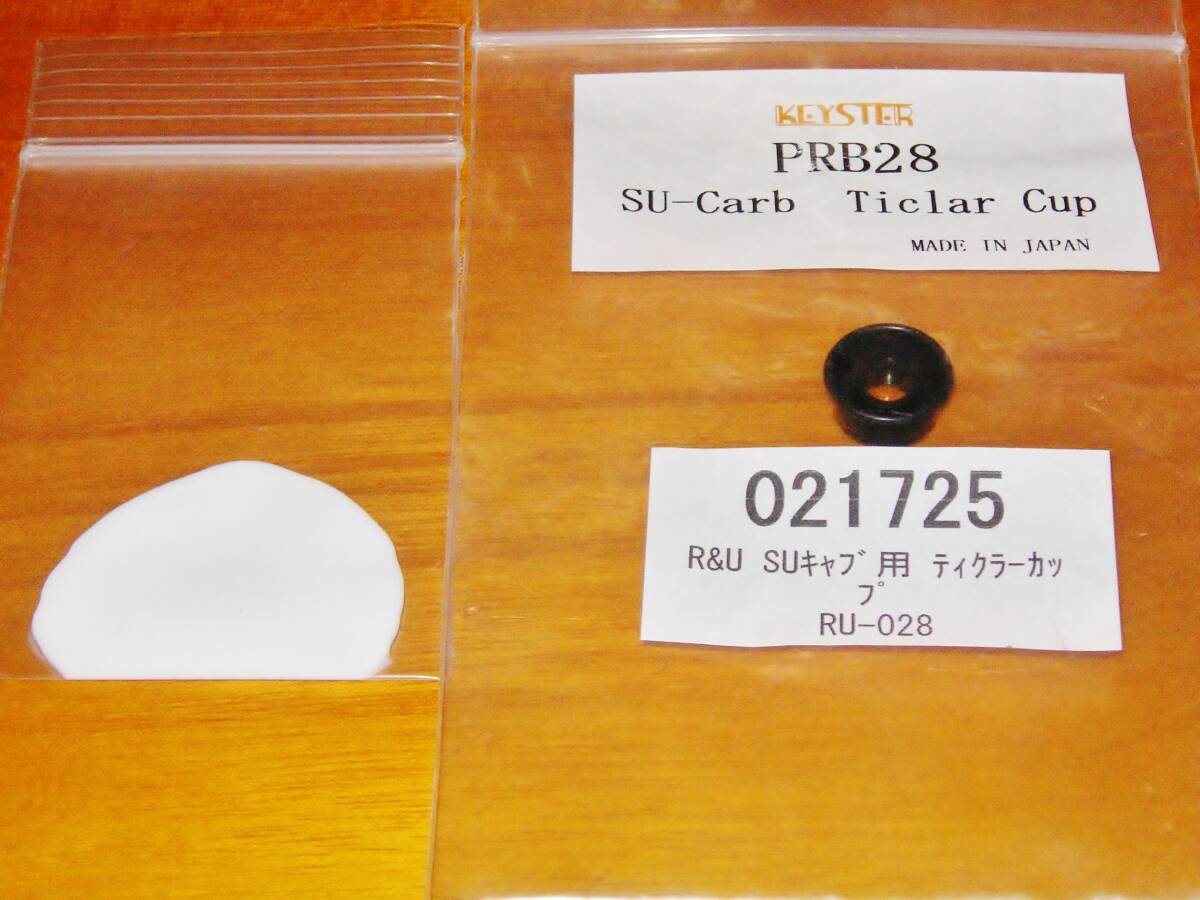 KEYSTER
PRB28
SU-Carb Ticlar Cup
MADE IN JAPAN
021725
R&U SUｷｬﾌﾞ用 ﾃｨｸﾗｰｶｯ
ﾌﾟ
RU-028